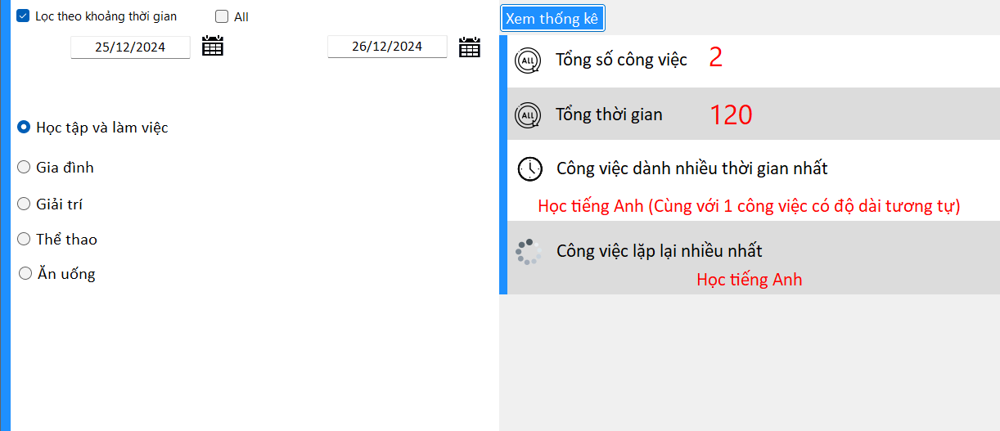 Lọc theo khoảng thời gian
All
25/12/2024
26/12/2024
Học tập và làm việc
Gia đình
Giải trí
Thể thao
Ăn uống
Xem thống kê
ALL
Tổng số công việc
2
ALL
Tổng thời gian
120
Công việc dành nhiều thời gian nhất
Học tiếng Anh (Cùng với 1 công việc có độ dài tương tự)
Công việc lặp lại nhiều nhất
Học tiếng Anh